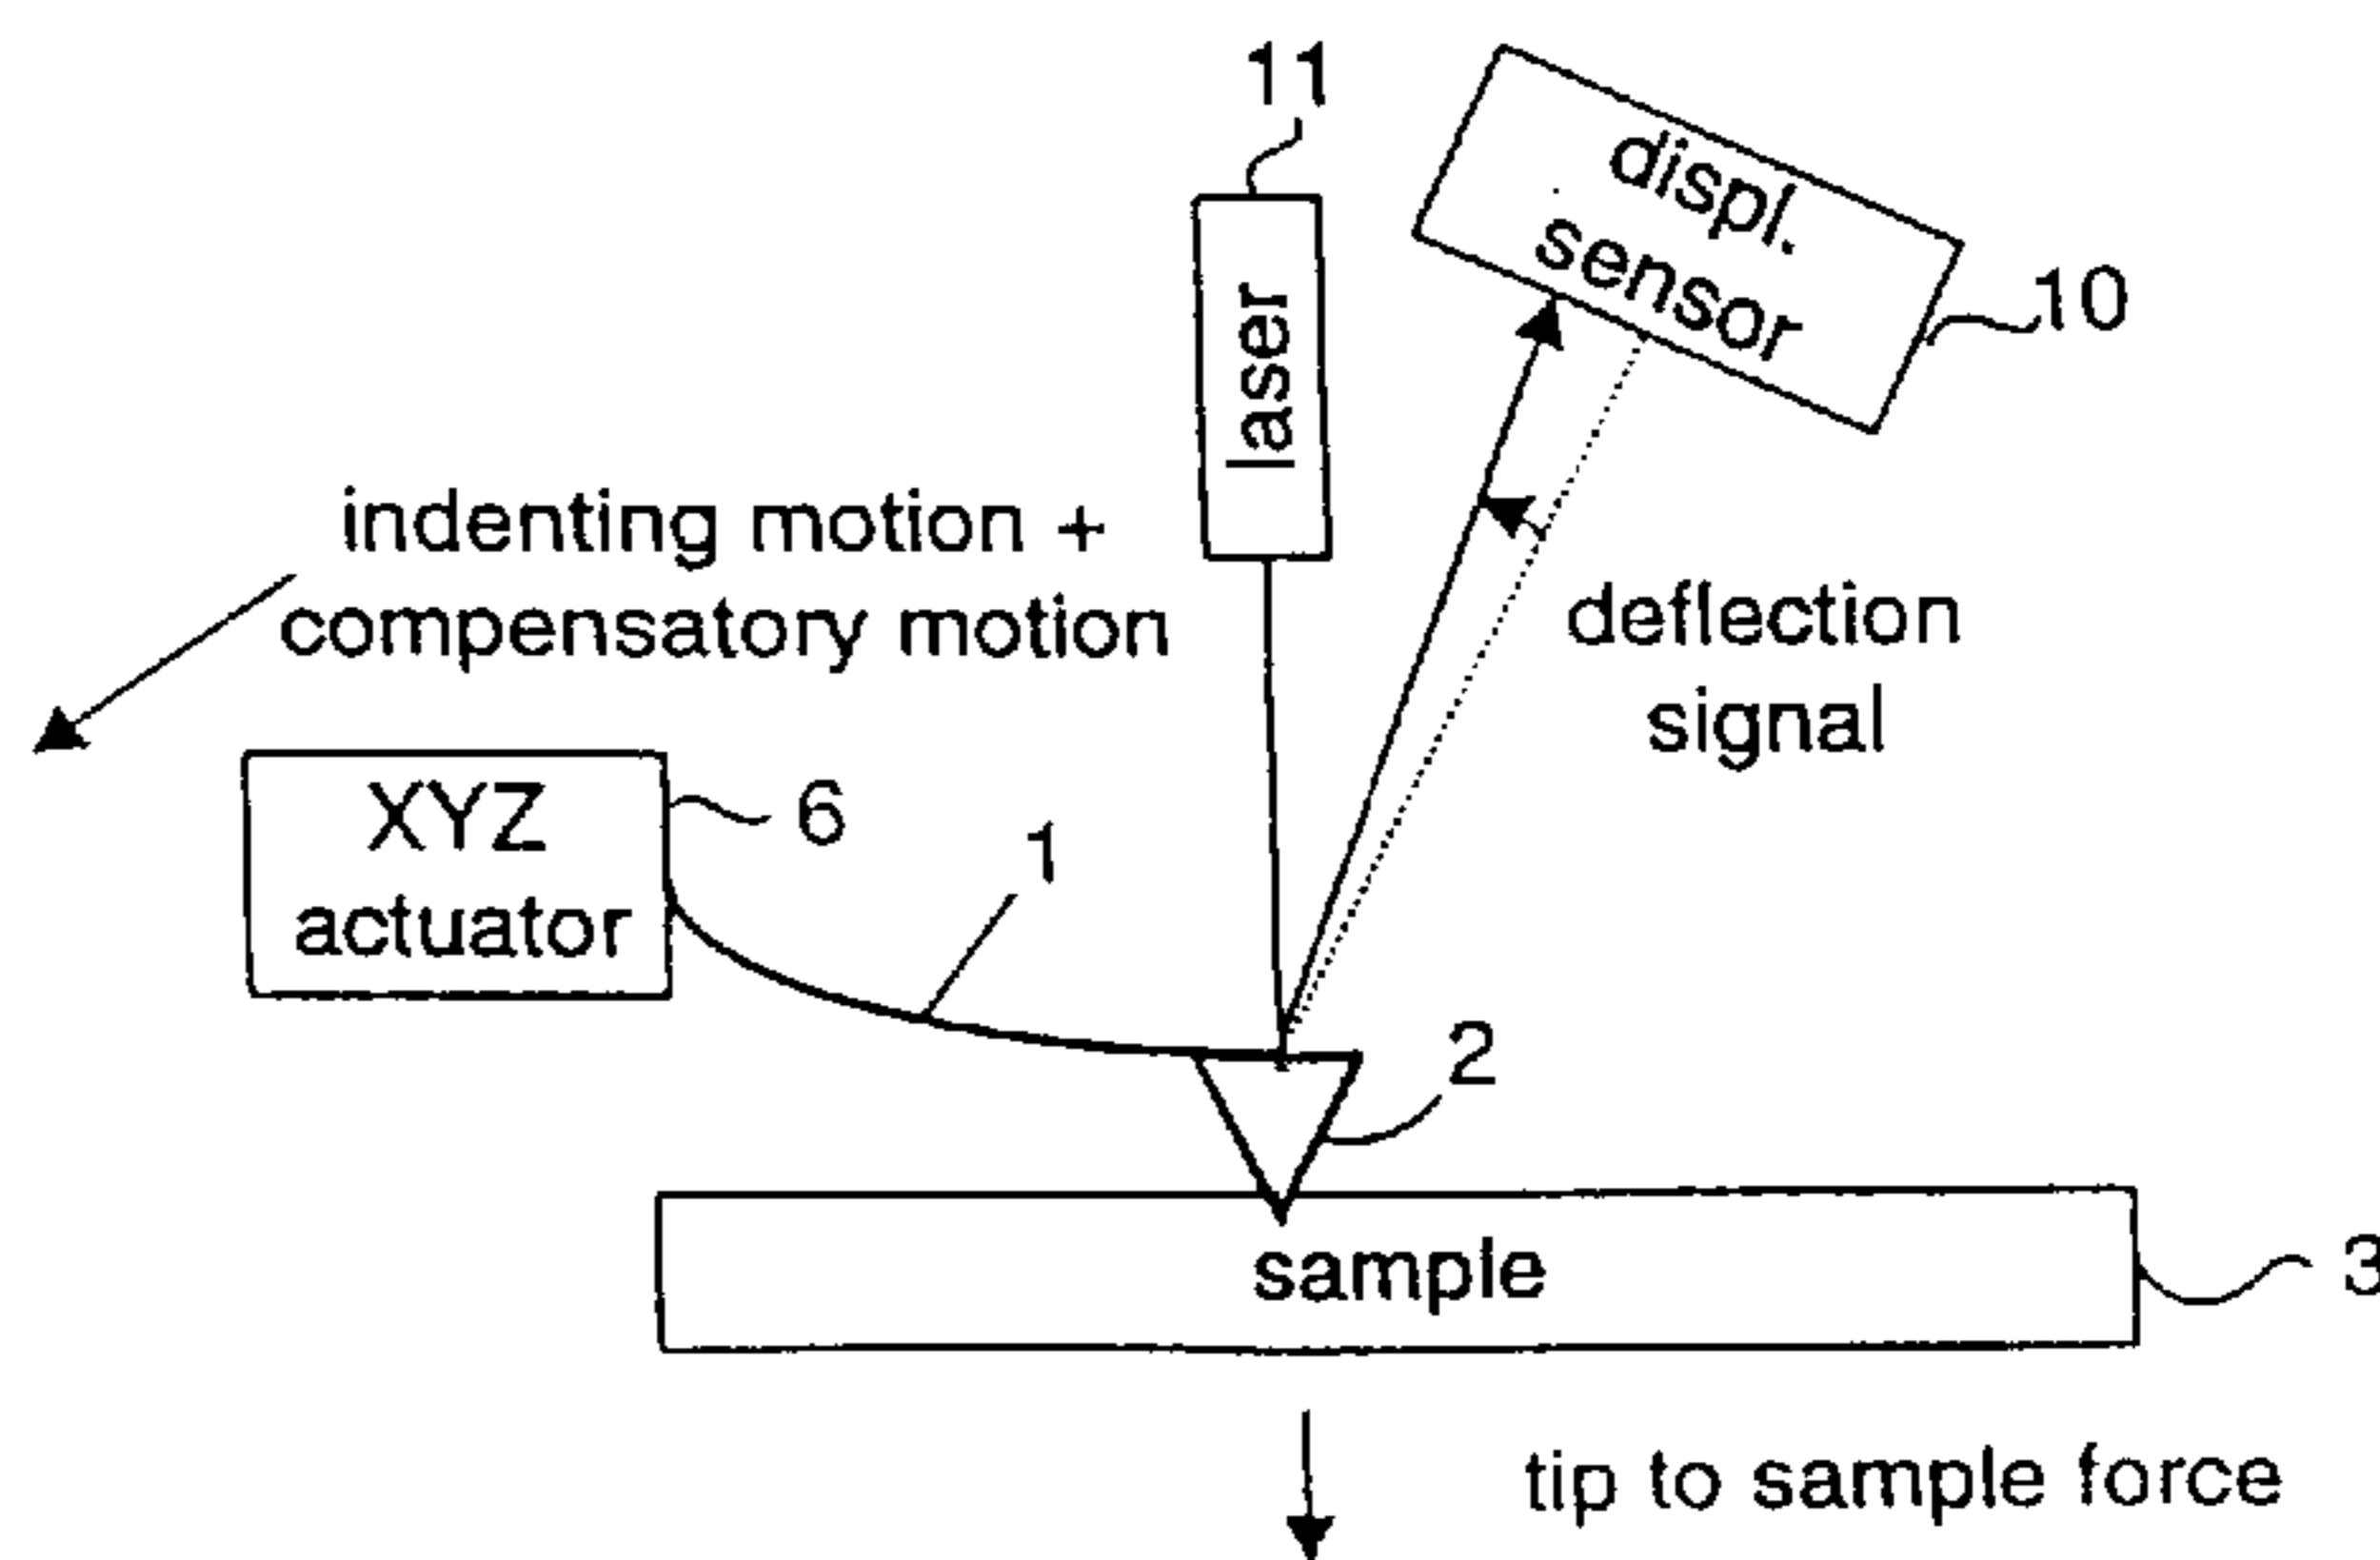 11
displ.
sensor
10
laser
indenting motion +
compensatory motion
deflection
signal
XYZ
actuator
6
1
2
sample
3
tip to sample force